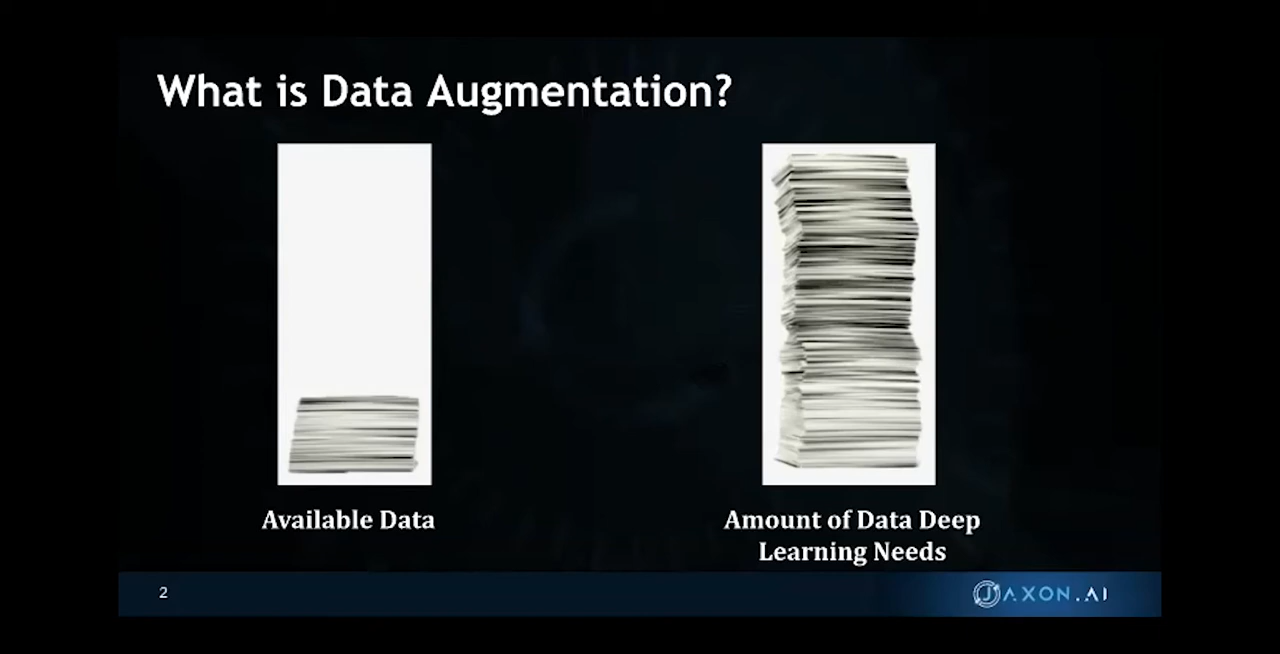 What is Data Augmentation?
Available Data
Amount of Data Deep
Learning Needs
2
JAXON.AI